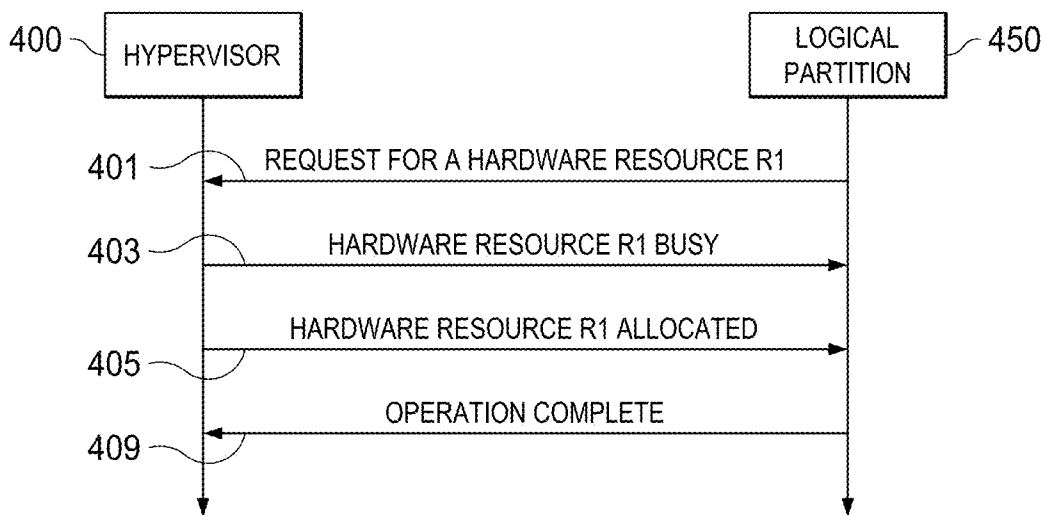 400
HYPERVISOR
LOGICAL
PARTITION
450
401
REQUEST FOR A HARDWARE RESOURCE R1
403
HARDWARE RESOURCE R1 BUSY
HARDWARE RESOURCE R1 ALLOCATED
405
OPERATION COMPLETE
409